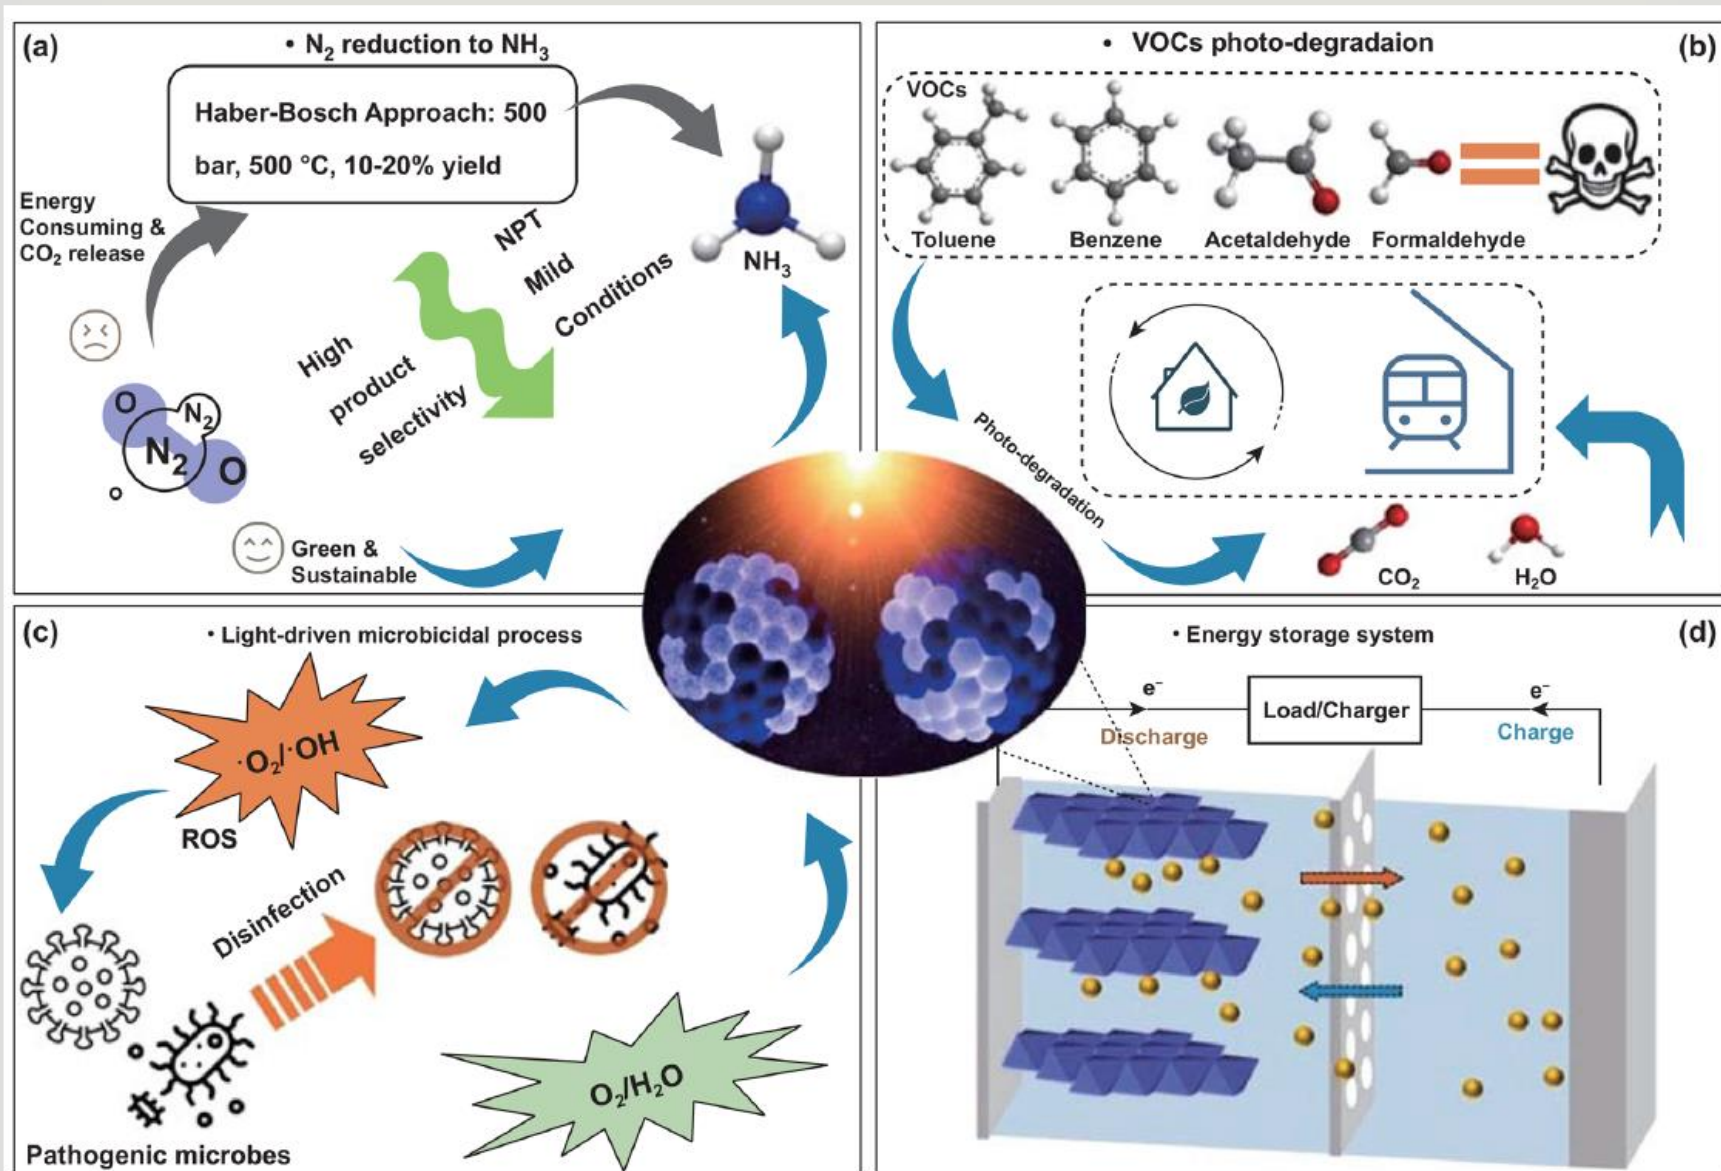 (a)
• N₂ reduction to NH₃
Haber-Bosch Approach: 500
bar, 500 °C, 10-20% yield
Energy
Consuming &
CO₂ release
NPT
Mild
Conditions
NH₃
High
product
selectivity
O
N₂
N₂
O
Green &
Sustainable
• VOCs photo-degradaion
(b)
VOCs
Toluene
Benzene
Acetaldehyde
Formaldehyde
Photo-degradation
CO₂
H₂O
(c)
• Light-driven microbicidal process
·O₂/·OH
ROS
Disinfection
O₂/H₂O
Pathogenic microbes
• Energy storage system
(d)
e⁻
Load/Charger
e⁻
Discharge
Charge